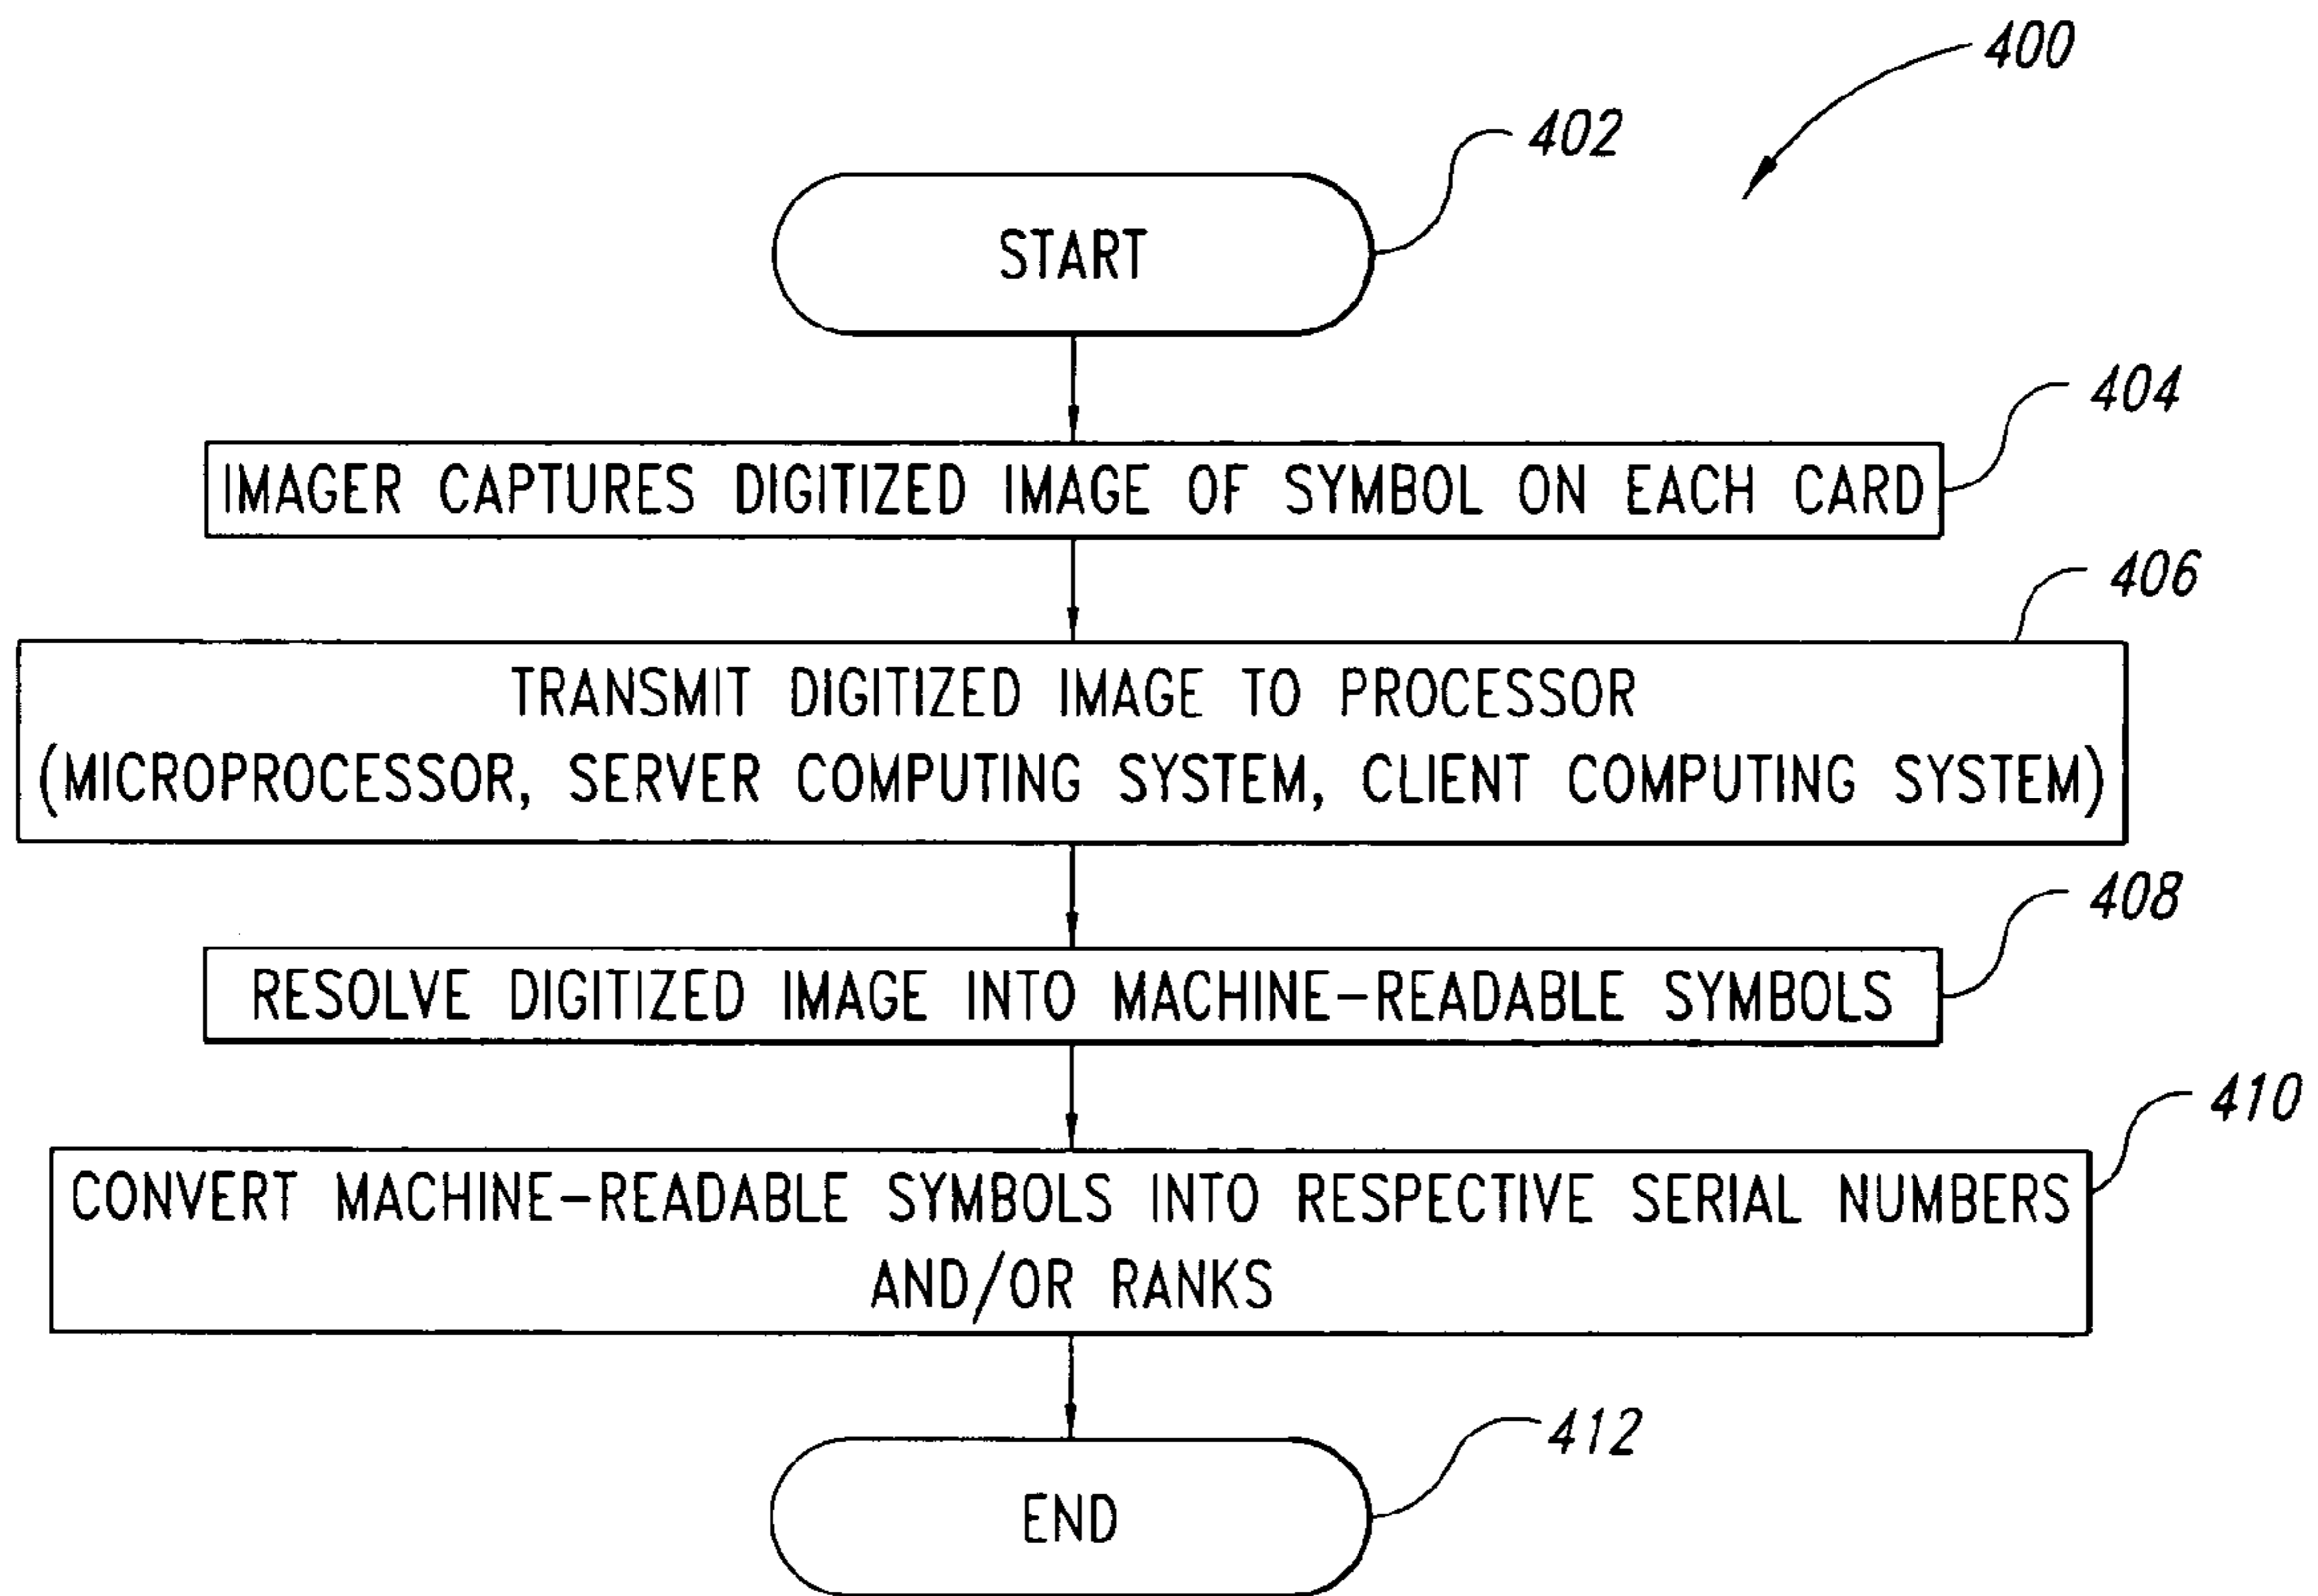 400
402
START
404
IMAGER CAPTURES DIGITIZED IMAGE OF SYMBOL ON EACH CARD
406
TRANSMIT DIGITIZED IMAGE TO PROCESSOR
(MICROPROCESSOR, SERVER COMPUTING SYSTEM, CLIENT COMPUTING SYSTEM)
408
RESOLVE DIGITIZED IMAGE INTO MACHINE-READABLE SYMBOLS
410
CONVERT MACHINE-READABLE SYMBOLS INTO RESPECTIVE SERIAL NUMBERS
AND/OR RANKS
412
END